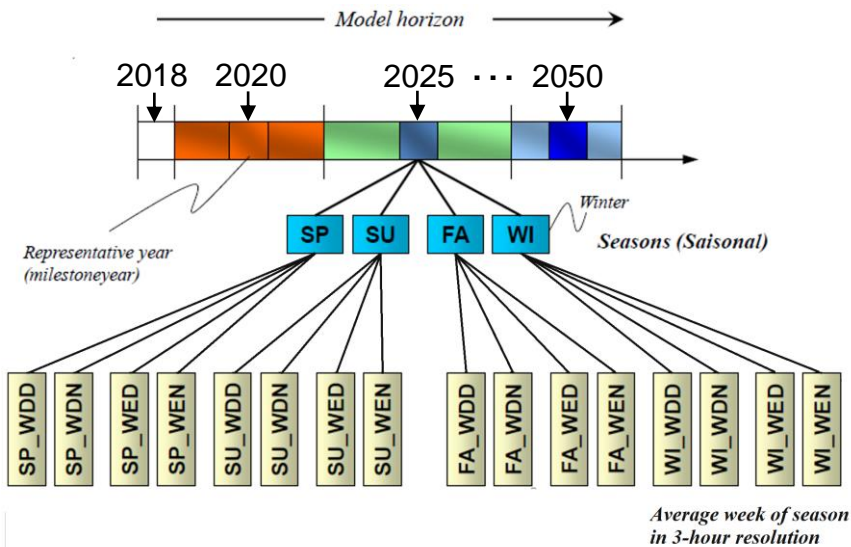 Model horizon
2018 2020 2025 ... 2050
Winter
SP SU FA WI
Seasons (Saisonal)
Representative year
(milestoneyear)
SP_WDD SP_WDN SP_WED SP_WEN SU_WDD SU_WDN SU_WED SU_WEN FA_WDD FA_WDN FA_WED FA_WEN WI_WDD WI_WDN WI_WED WI_WEN
Average week of season
in 3-hour resolution